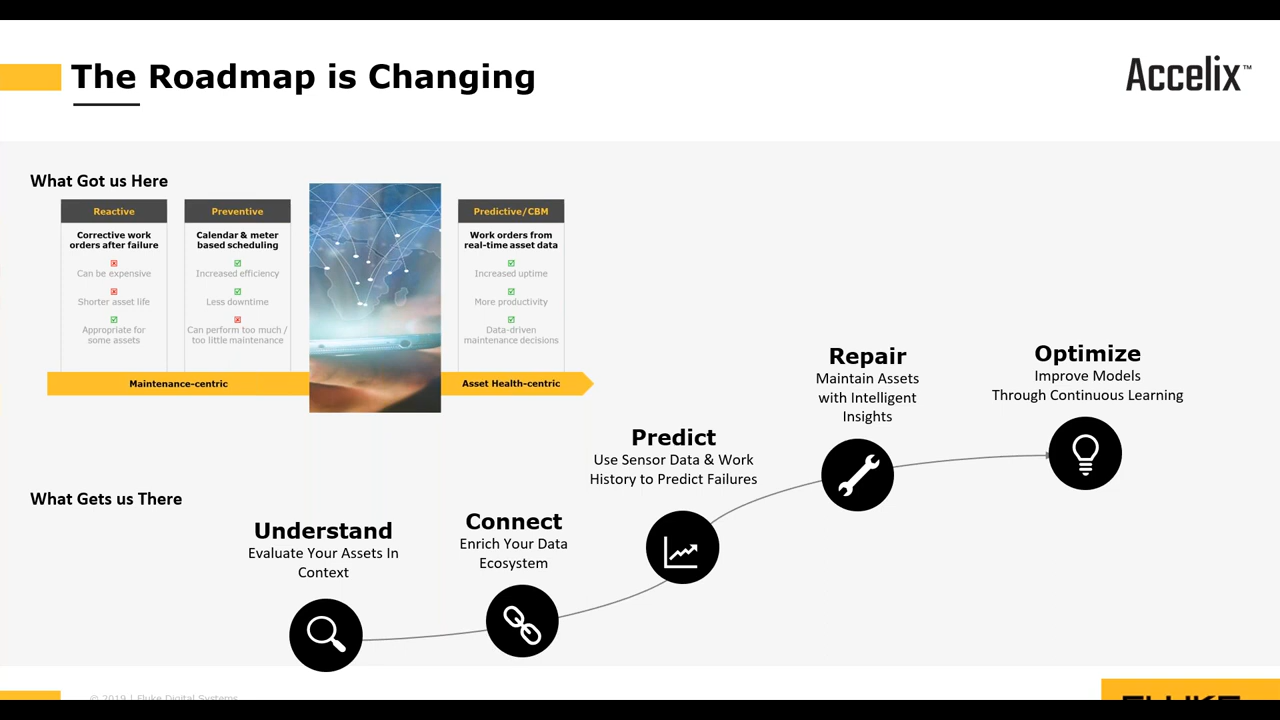 The Roadmap is Changing
Accelix™
What Got us Here
Reactive
Corrective work
orders after failure
Can be expensive
Shorter asset life
Appropriate for
some assets
Preventive
Calendar & meter
based scheduling
Increased efficiency
Less downtime
Can perform too much /
too little maintenance
Predictive/CBM
Work orders from
real-time asset data
Increased uptime
More productivity
Data-driven
maintenance decisions
Maintenance-centric
Asset Health-centric
What Gets us There
Understand
Evaluate Your Assets In
Context
Connect
Enrich Your Data
Ecosystem
Predict
Use Sensor Data & Work
History to Predict Failures
Repair
Maintain Assets
with Intelligent
Insights
Optimize
Improve Models
Through Continuous Learning
© 2019 | Fluke Digital Systems
FLUKE